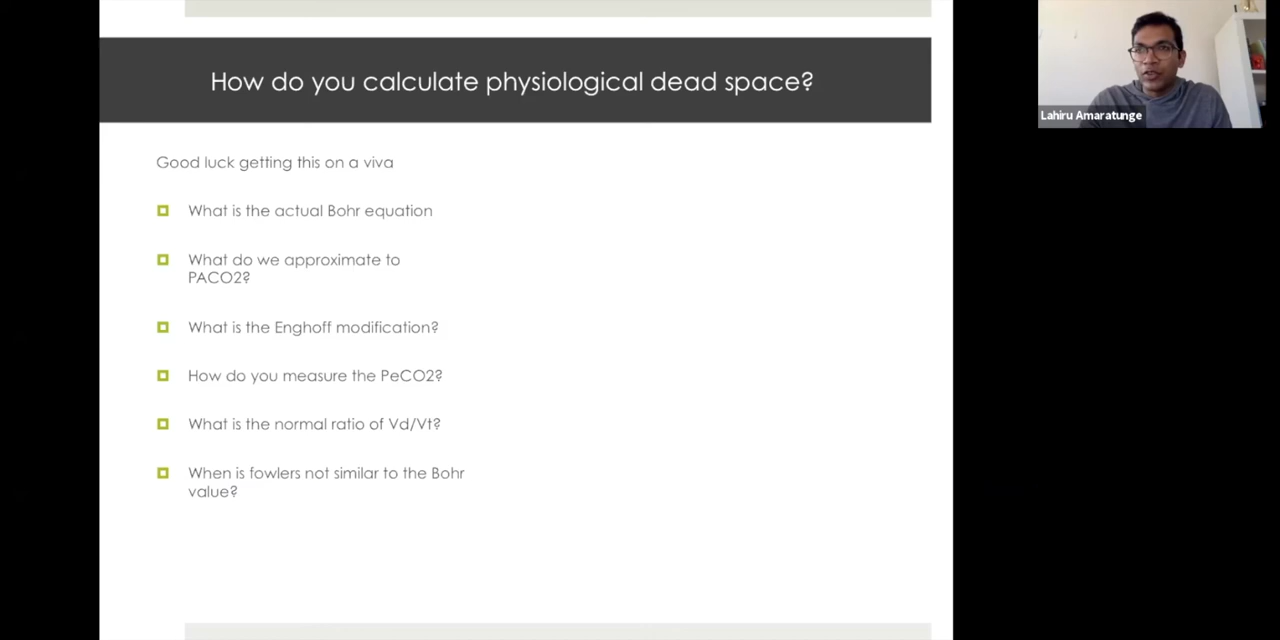 How do you calculate physiological dead space?
Lahiru Amaratunge
Good luck getting this on a viva
What is the actual Bohr equation
What do we approximate to
PACO2?
What is the Enghoff modification?
How do you measure the PeCO2?
What is the normal ratio of Vd/Vt?
When is fowlers not similar to the Bohr
value?